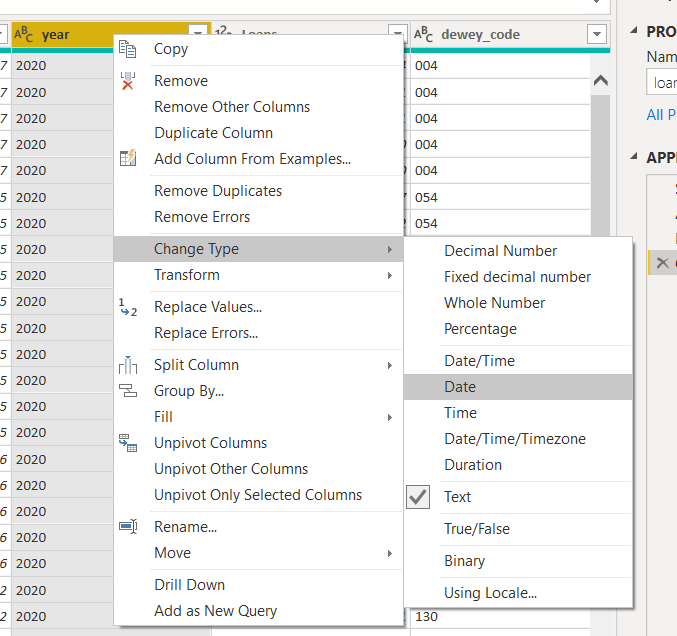 ABC year 123 Loans ABC dewey_code
PRO
Nam
loar
All P
APPL
7 2020 004
7 2020 004
7 2020 004
7 2020 004
7 2020 004
5 2020 054
5 2020 054
5 2020
5 2020
5 2020
5 2020
5 2020
5 2020
5 2020
5 2020
6 2020
6 2020
6 2020
6 2020
6 2020
2 2020
2 2020 130
Copy
Remove
Remove Other Columns
Duplicate Column
Add Column From Examples...
Remove Duplicates
Remove Errors
Change Type
Transform
1 2 Replace Values...
Replace Errors...
Split Column
Group By...
Fill
Unpivot Columns
Unpivot Other Columns
Unpivot Only Selected Columns
Rename...
Move
Drill Down
Add as New Query
Decimal Number
Fixed decimal number
Whole Number
Percentage
Date/Time
Date
Time
Date/Time/Timezone
Duration
Text
True/False
Binary
Using Locale...